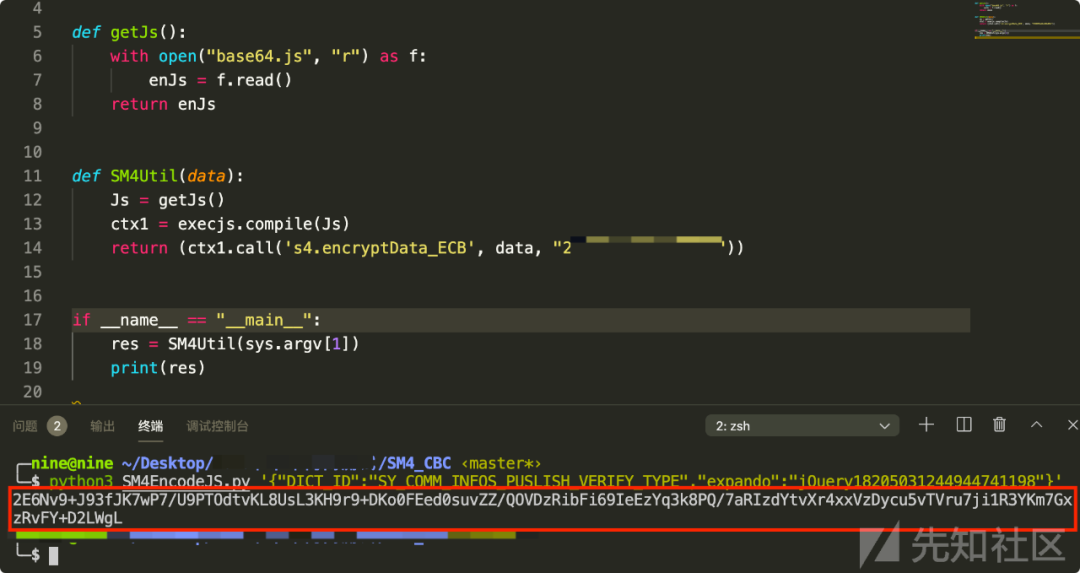 4
5 def getJs():
6     with open("base64.js", "r") as f:
7         enJs = f.read()
8     return enJs
9
10
11 def SM4Util(data):
12     Js = getJs()
13     ctx1 = execjs.compile(Js)
14     return (ctx1.call('s4.encryptData_ECB', data, "2'))
15
16
17 if __name__ == "__main__":
18     res = SM4Util(sys.argv[1])
19     print(res)
20
问题 2 输出 终端 调试控制台 2: zsh
nine@nine ~/Desktop/ /SM4_CBC ‹master*›
$ python3 SM4EncodeJS.py '{"DICT_ID":"SY_COMM_INFOS_PUSLISH_VERIFY_TYPE","expando":"jQuery18205031244944741198"}'
2E6Nv9+J93fJK7wP7/U9PTOdtvKL8UsL3KH9r9+DKo0FEed0suvZZ/QOVDzRibFi69IeEzYq3k8PQ/7aRIzdYtvXr4xxVzDycu5vTVru7ji1R3YKm7Gx
zRvFY+D2LWgL
$
先知社区